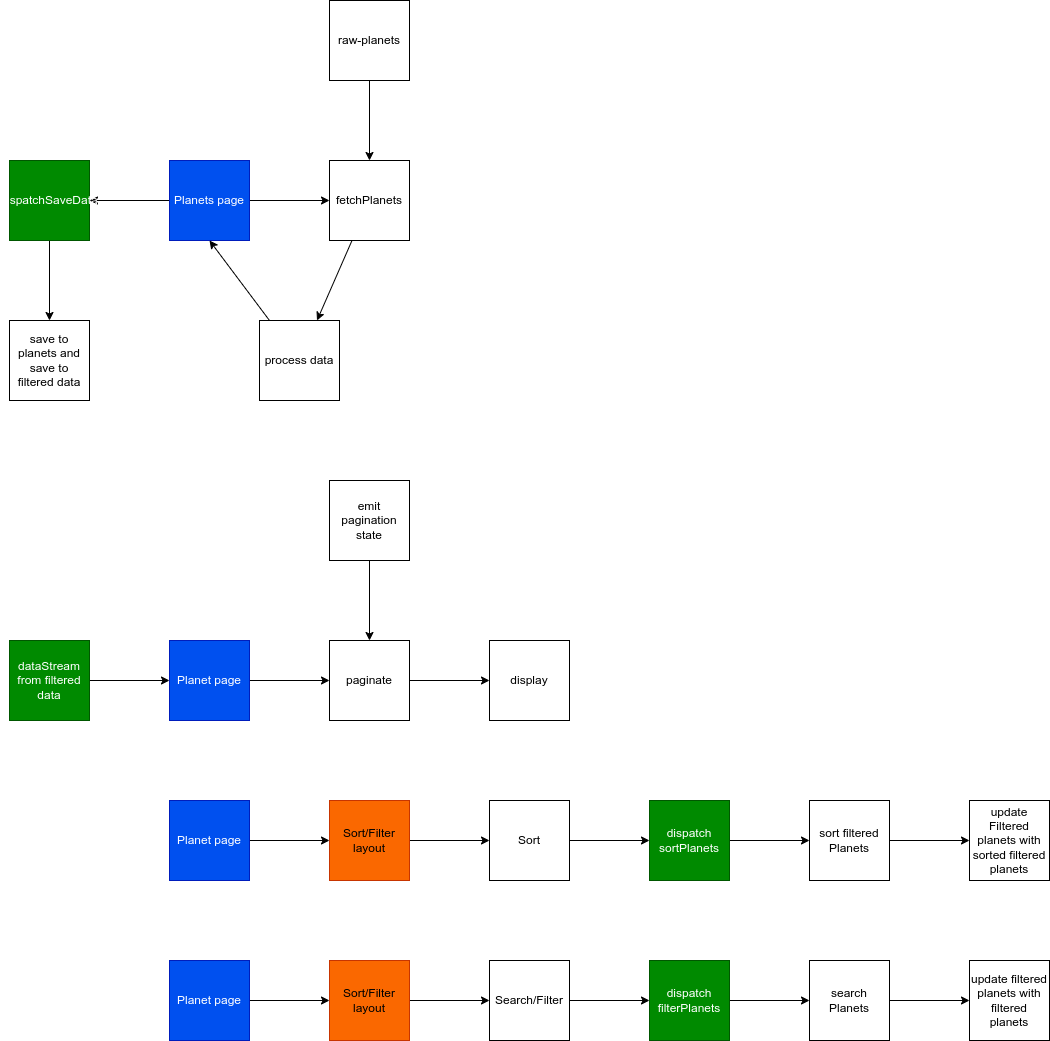 raw-planets
spatchSaveDat
Planets page
fetchPlanets
save to
planets and
save to
filtered data
process data
emit
pagination
state
dataStream
from filtered
data
Planet page
paginate
display
Planet page
Sort/Filter
layout
Sort
dispatch
sortPlanets
sort filtered
Planets
update
Filtered
planets with
sorted filtered
planets
Planet page
Sort/Filter
layout
Search/Filter
dispatch
filterPlanets
search
Planets
update filtered
planets with
filtered
planets